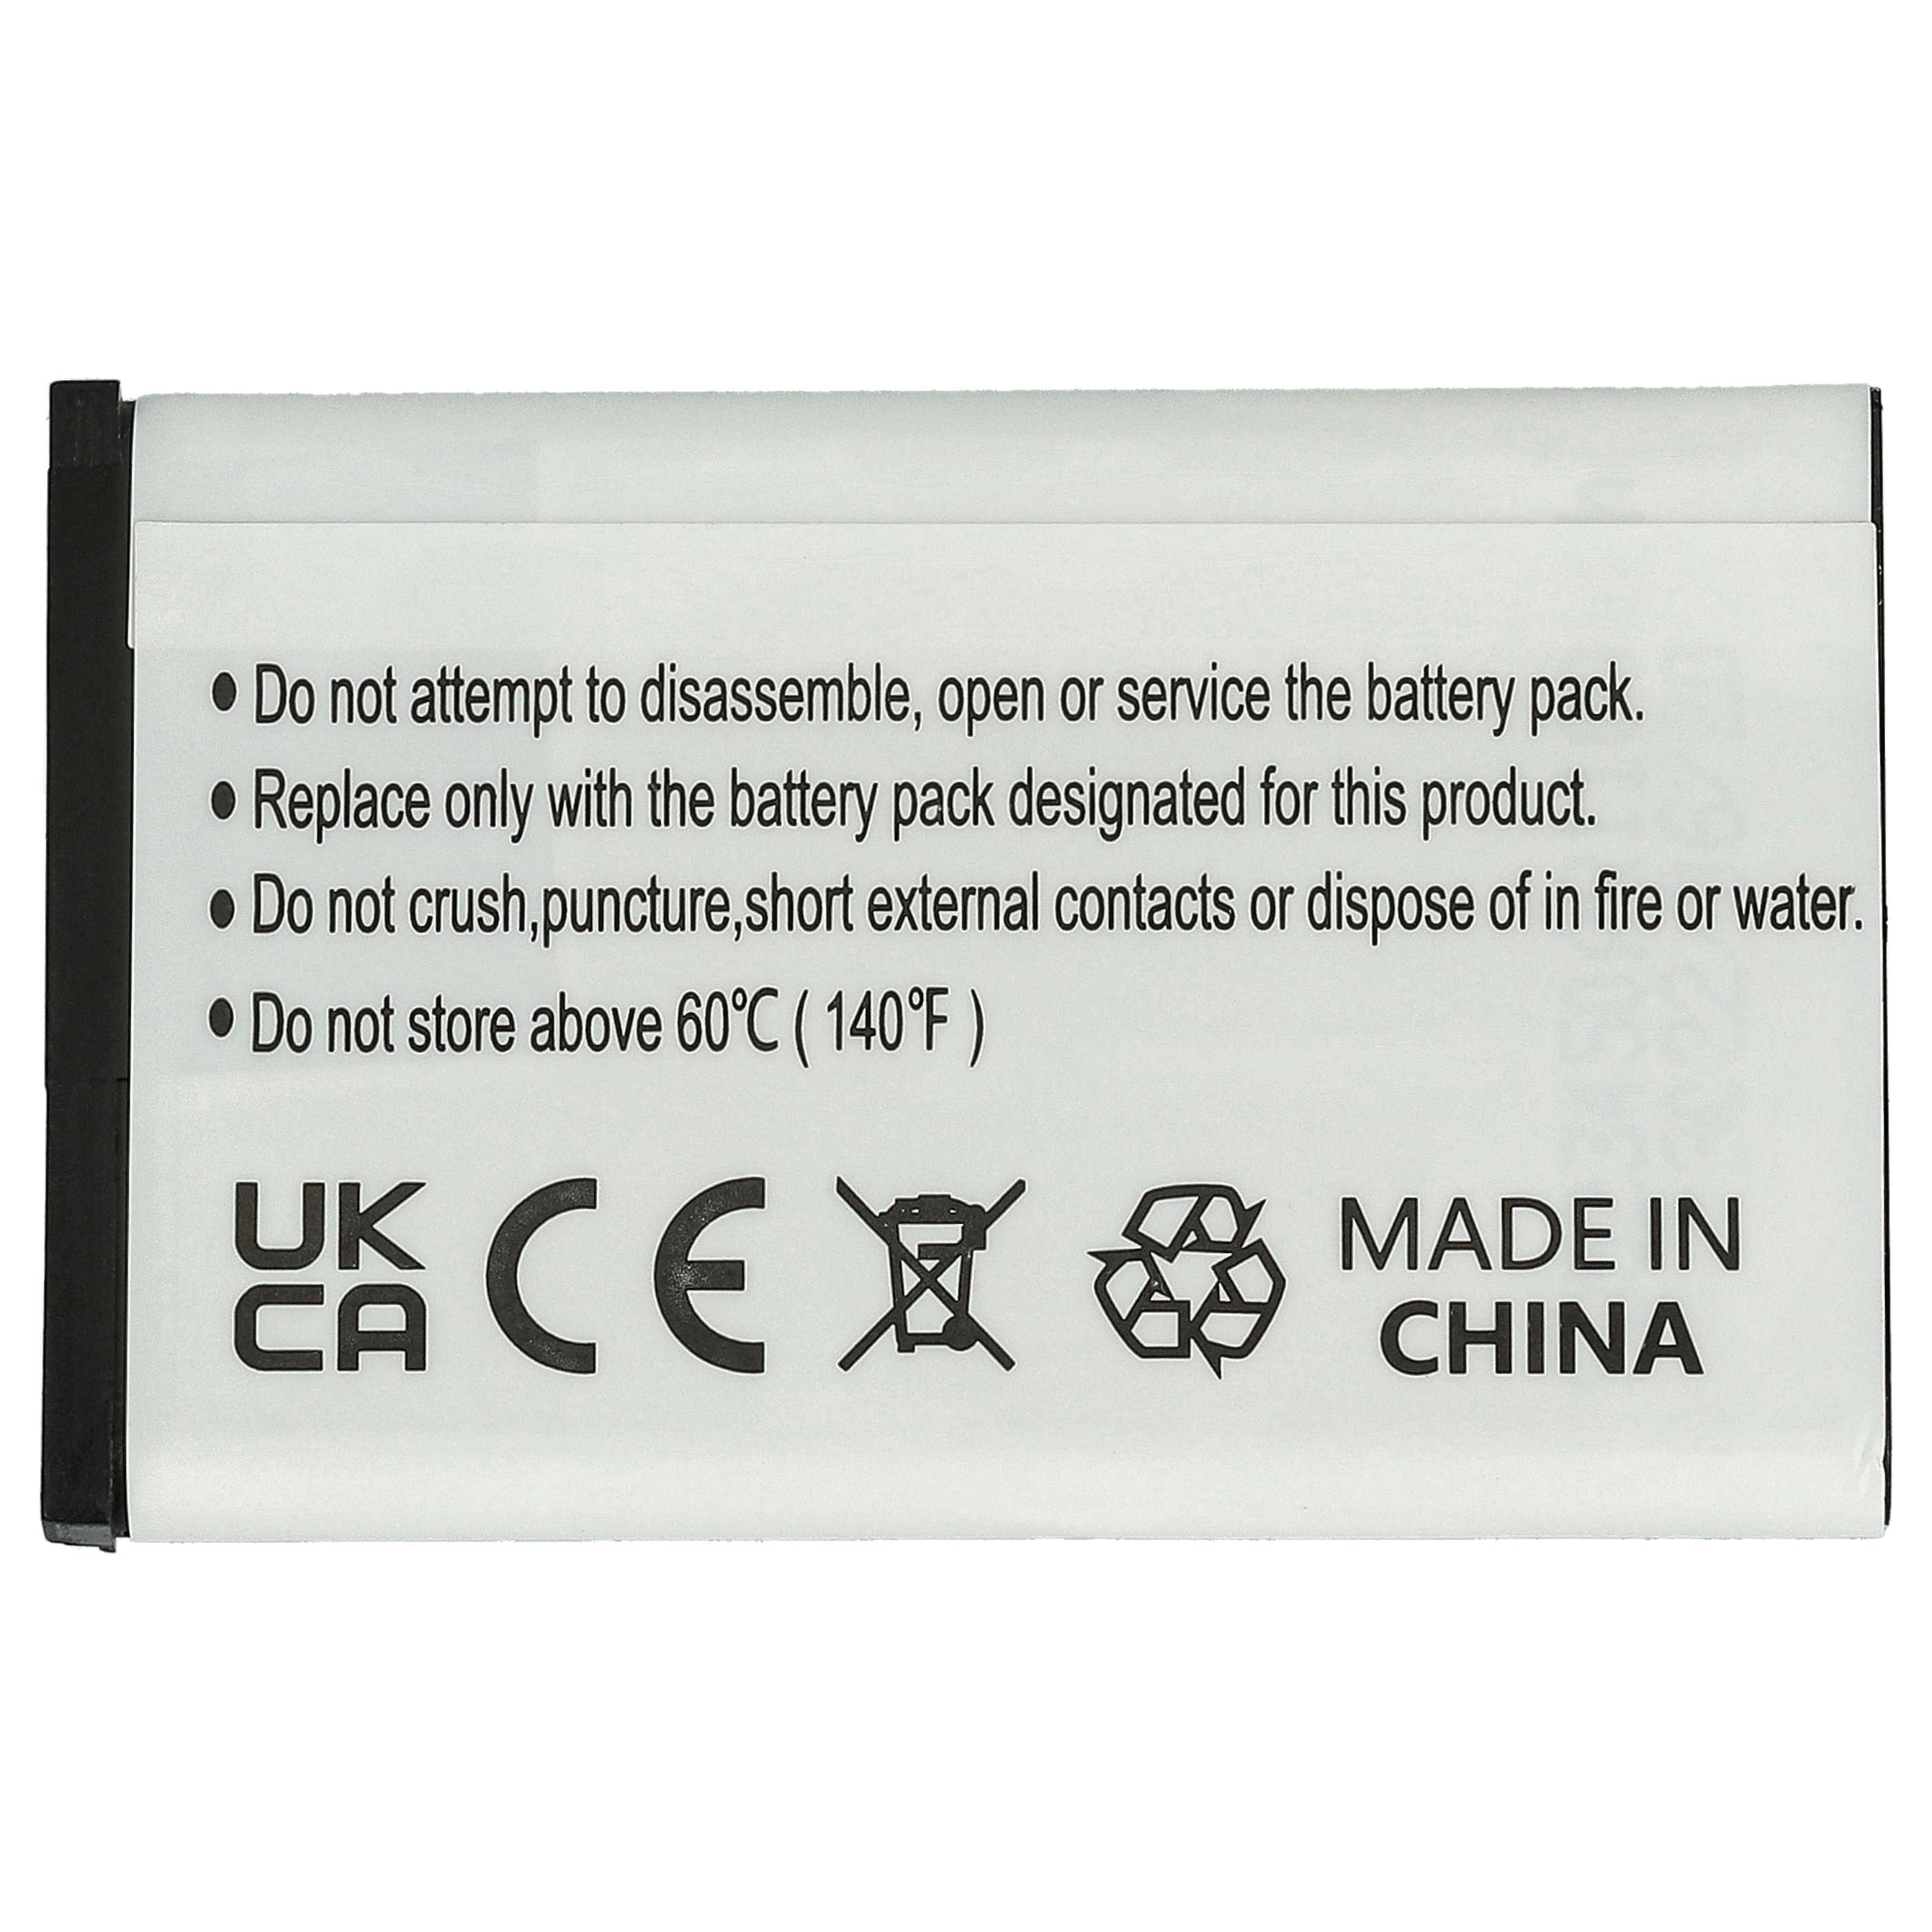 ● Do not attempt to disassemble, open or service the battery pack.
● Replace only with the battery pack designated for this product.
● Do not crush,puncture,short external contacts or dispose of in fire or water.
● Do not store above 60℃ ( 140℉ )
UK
CA
CE
MADE IN
CHINA